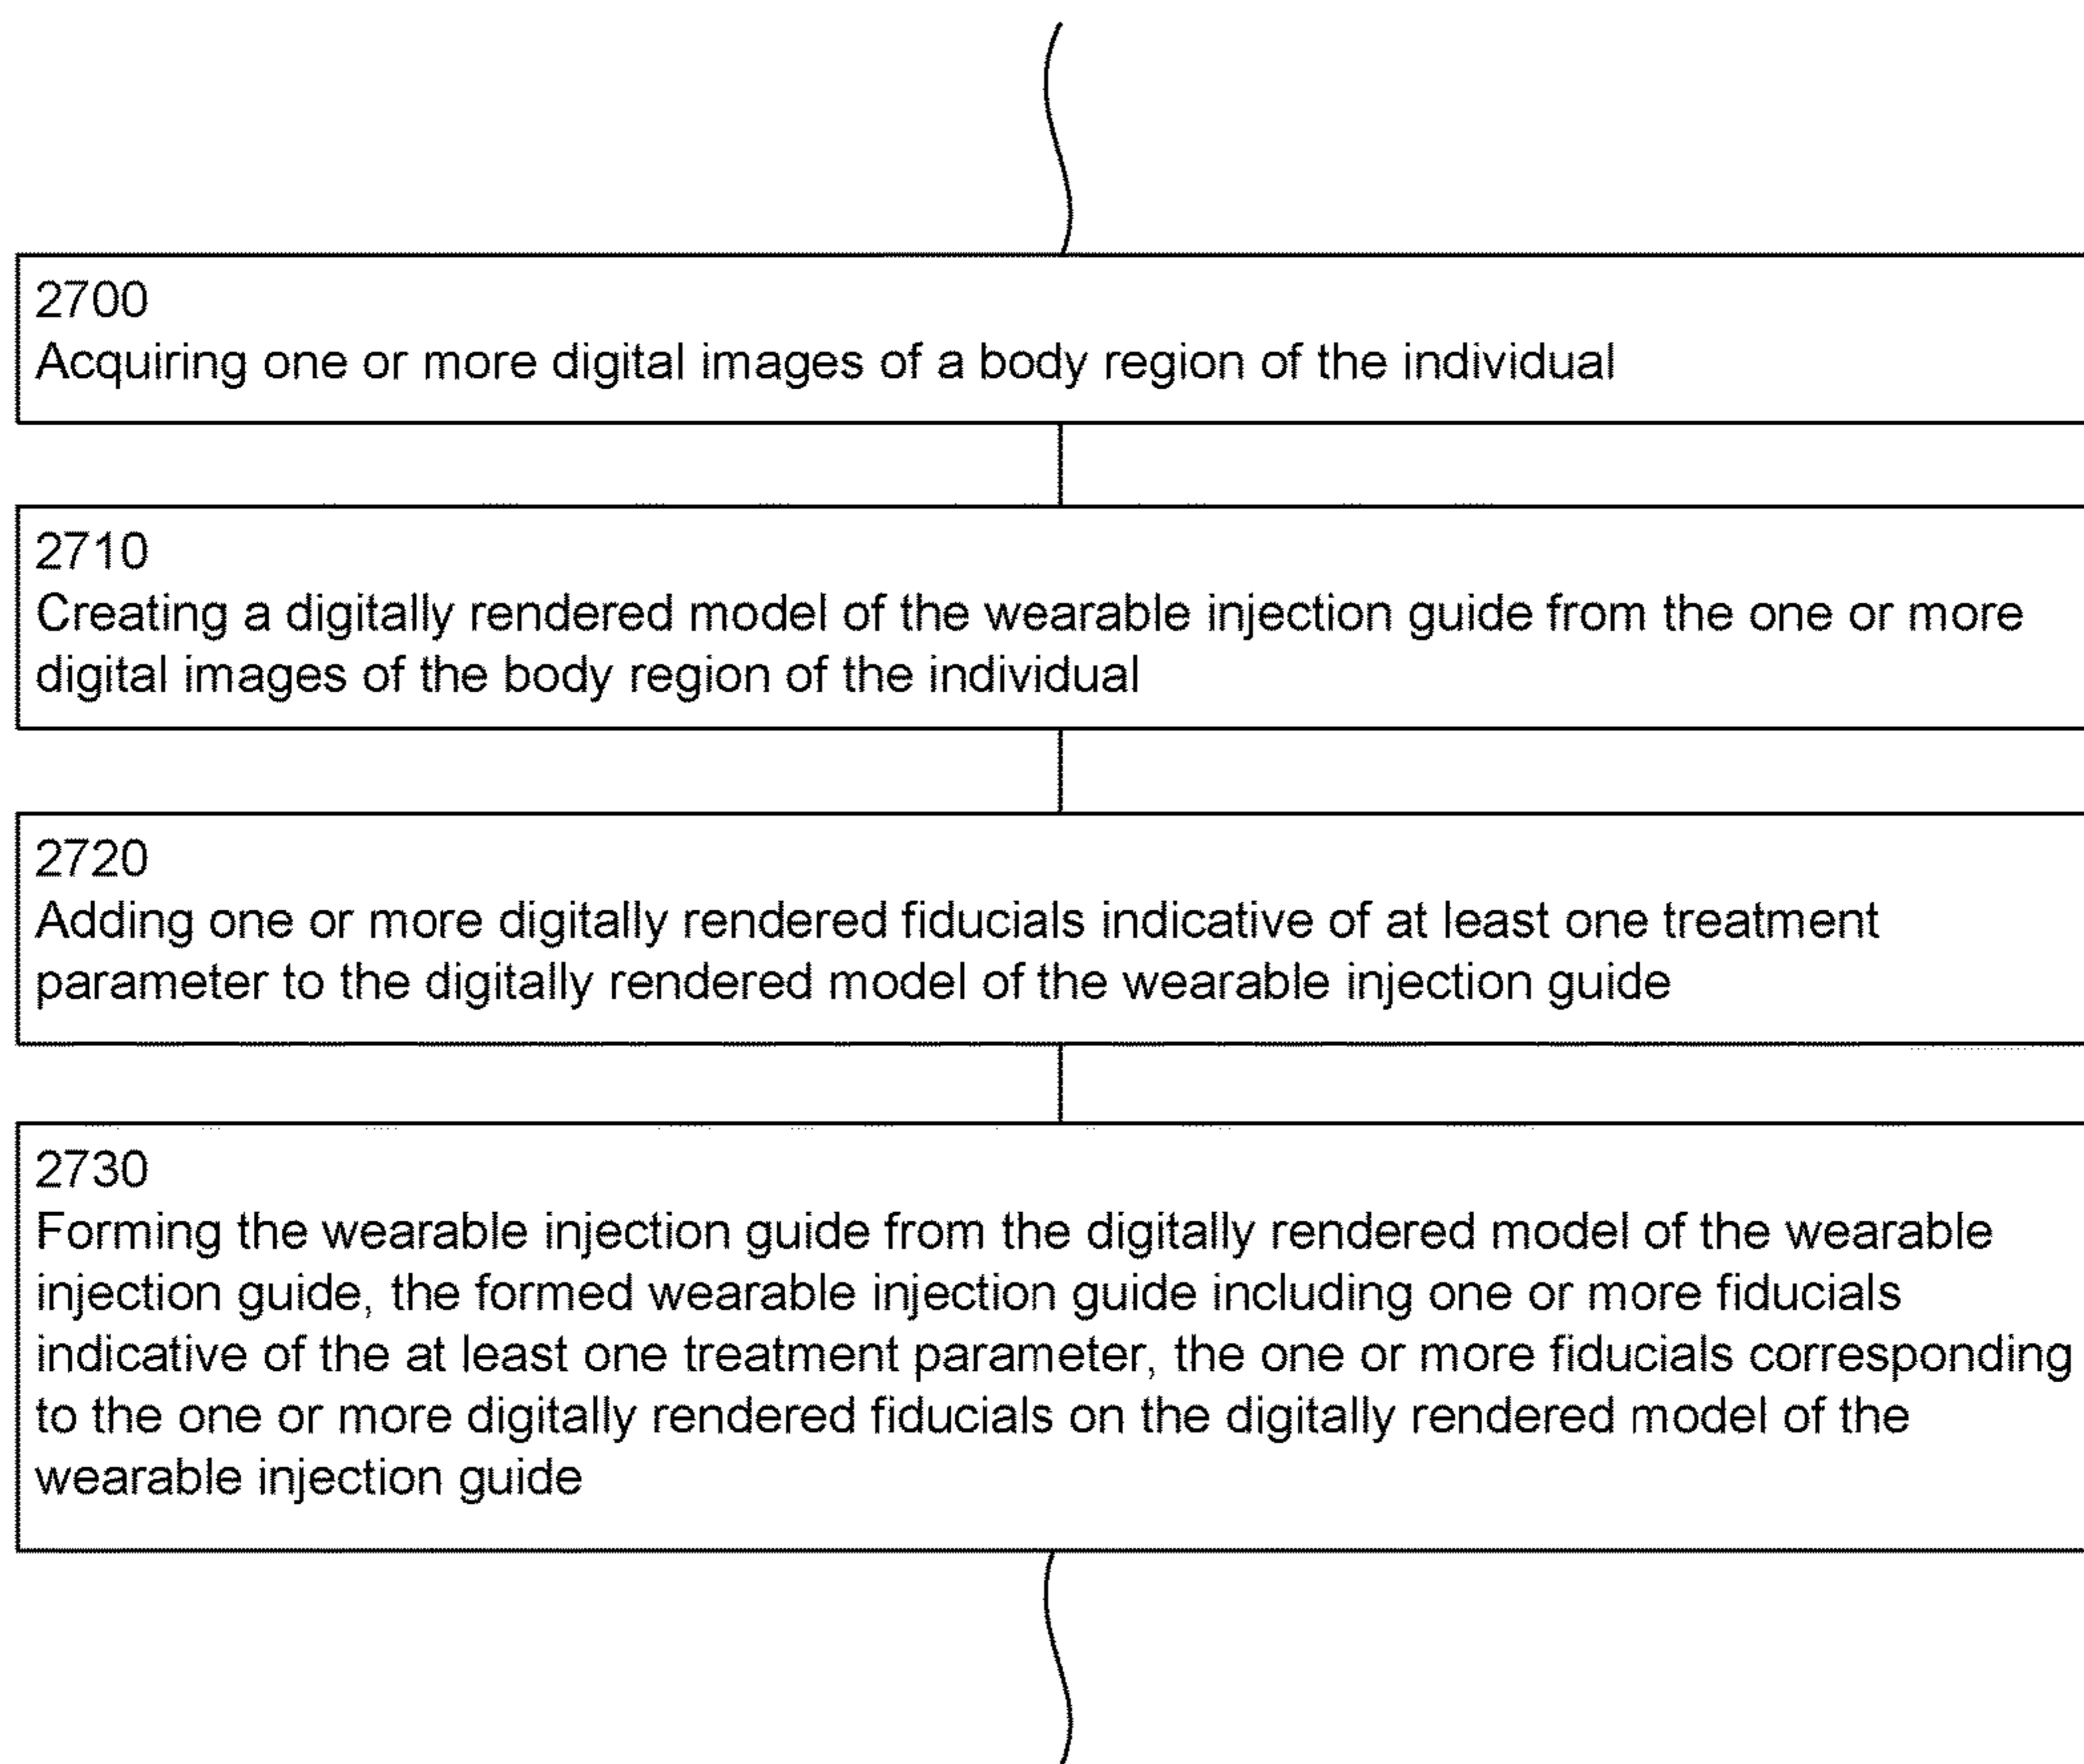 2700
Acquiring one or more digital images of a body region of the individual
2710
Creating a digitally rendered model of the wearable injection guide from the one or more
digital images of the body region of the individual
2720
Adding one or more digitally rendered fiducials indicative of at least one treatment
parameter to the digitally rendered model of the wearable injection guide
2730
Forming the wearable injection guide from the digitally rendered model of the wearable
injection guide, the formed wearable injection guide including one or more fiducials
indicative of the at least one treatment parameter, the one or more fiducials corresponding
to the one or more digitally rendered fiducials on the digitally rendered model of the
wearable injection guide